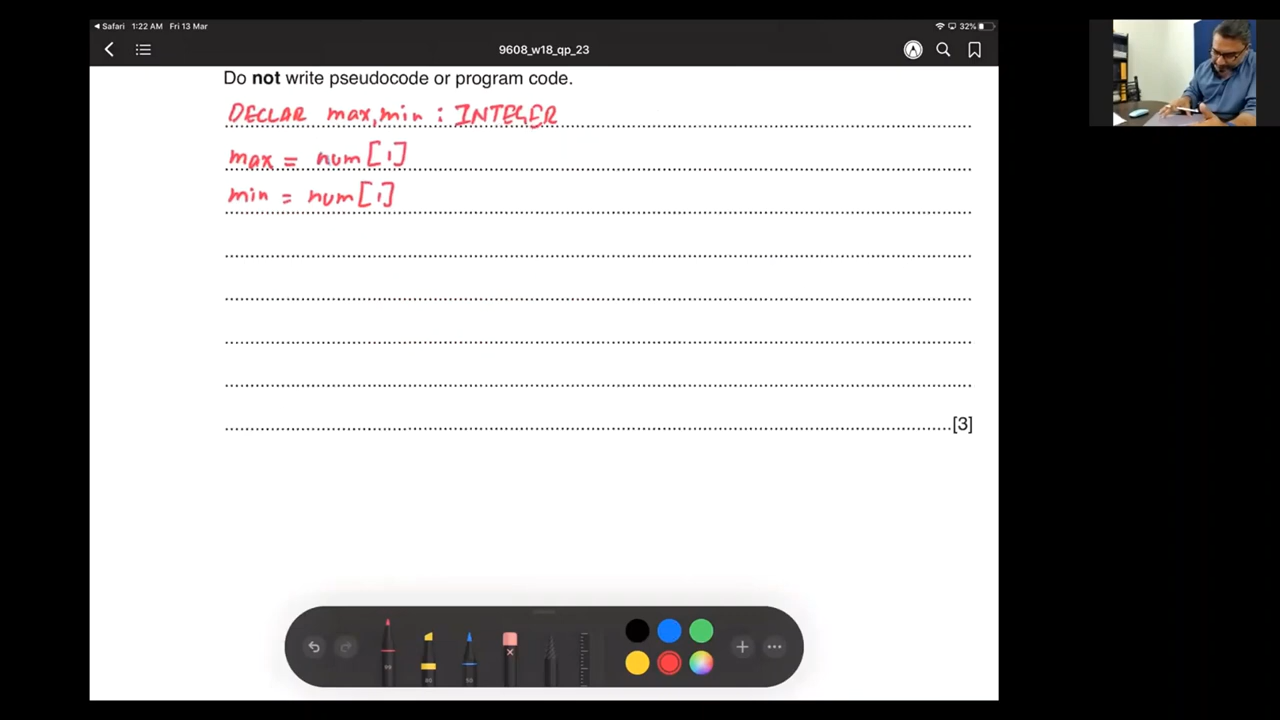 Safari 1:22 AM Fri 13 Mar
32%
9608_w18_qp_23
Do not write pseudocode or program code.
DECLAR max,min : INTEGER
max = num[1]
min = num[1]
[3]